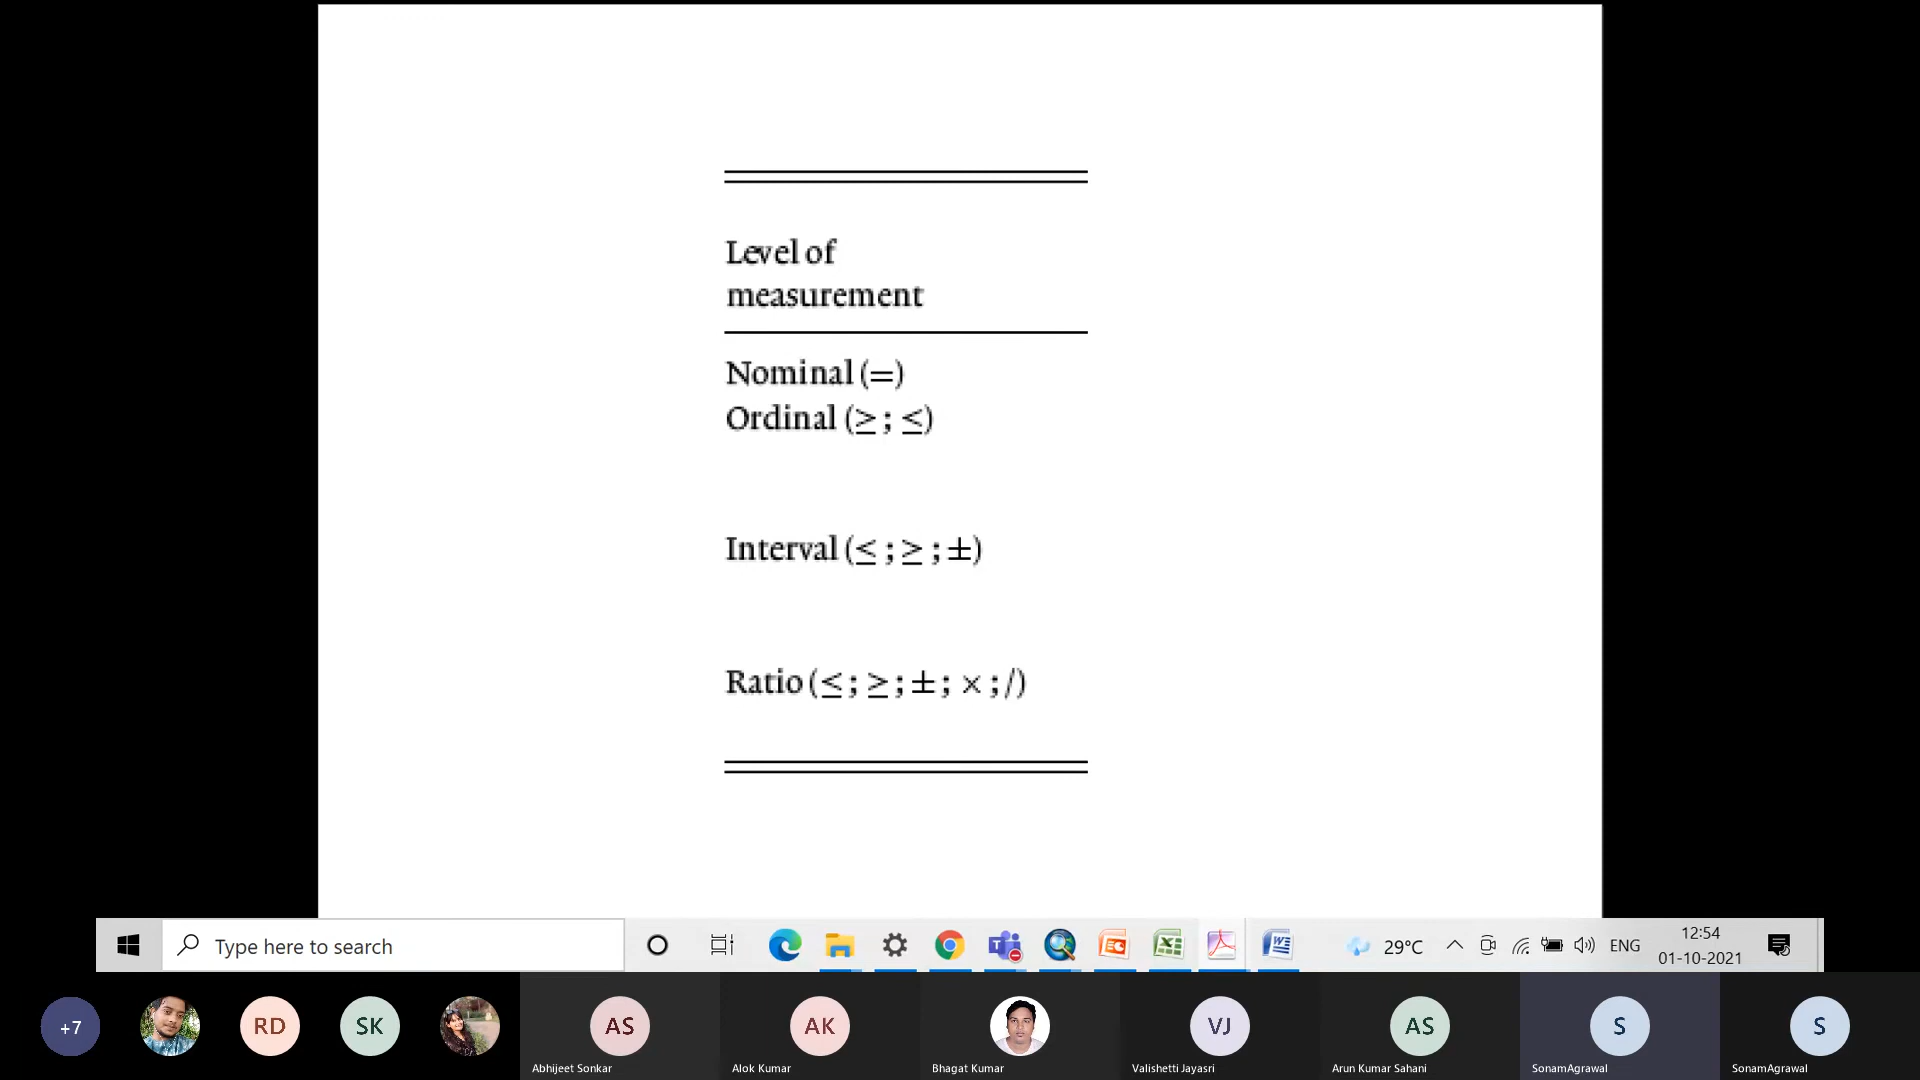 Level of
measurement
Nominal (=)
Ordinal (≥ ; ≤)
Interval (≤ ; ≥ ; ±)
Ratio (≤ ; ≥ ; ± ; × ; /)
Type here to search
29°C
ENG
12:54
01-10-2021
+7
RD
SK
AS
AK
VJ
AS
S
S
Abhijeet Sonkar
Alok Kumar
Bhagat Kumar
Valishetti Jayasri
Arun Kumar Sahani
SonamAgrawal
SonamAgrawal